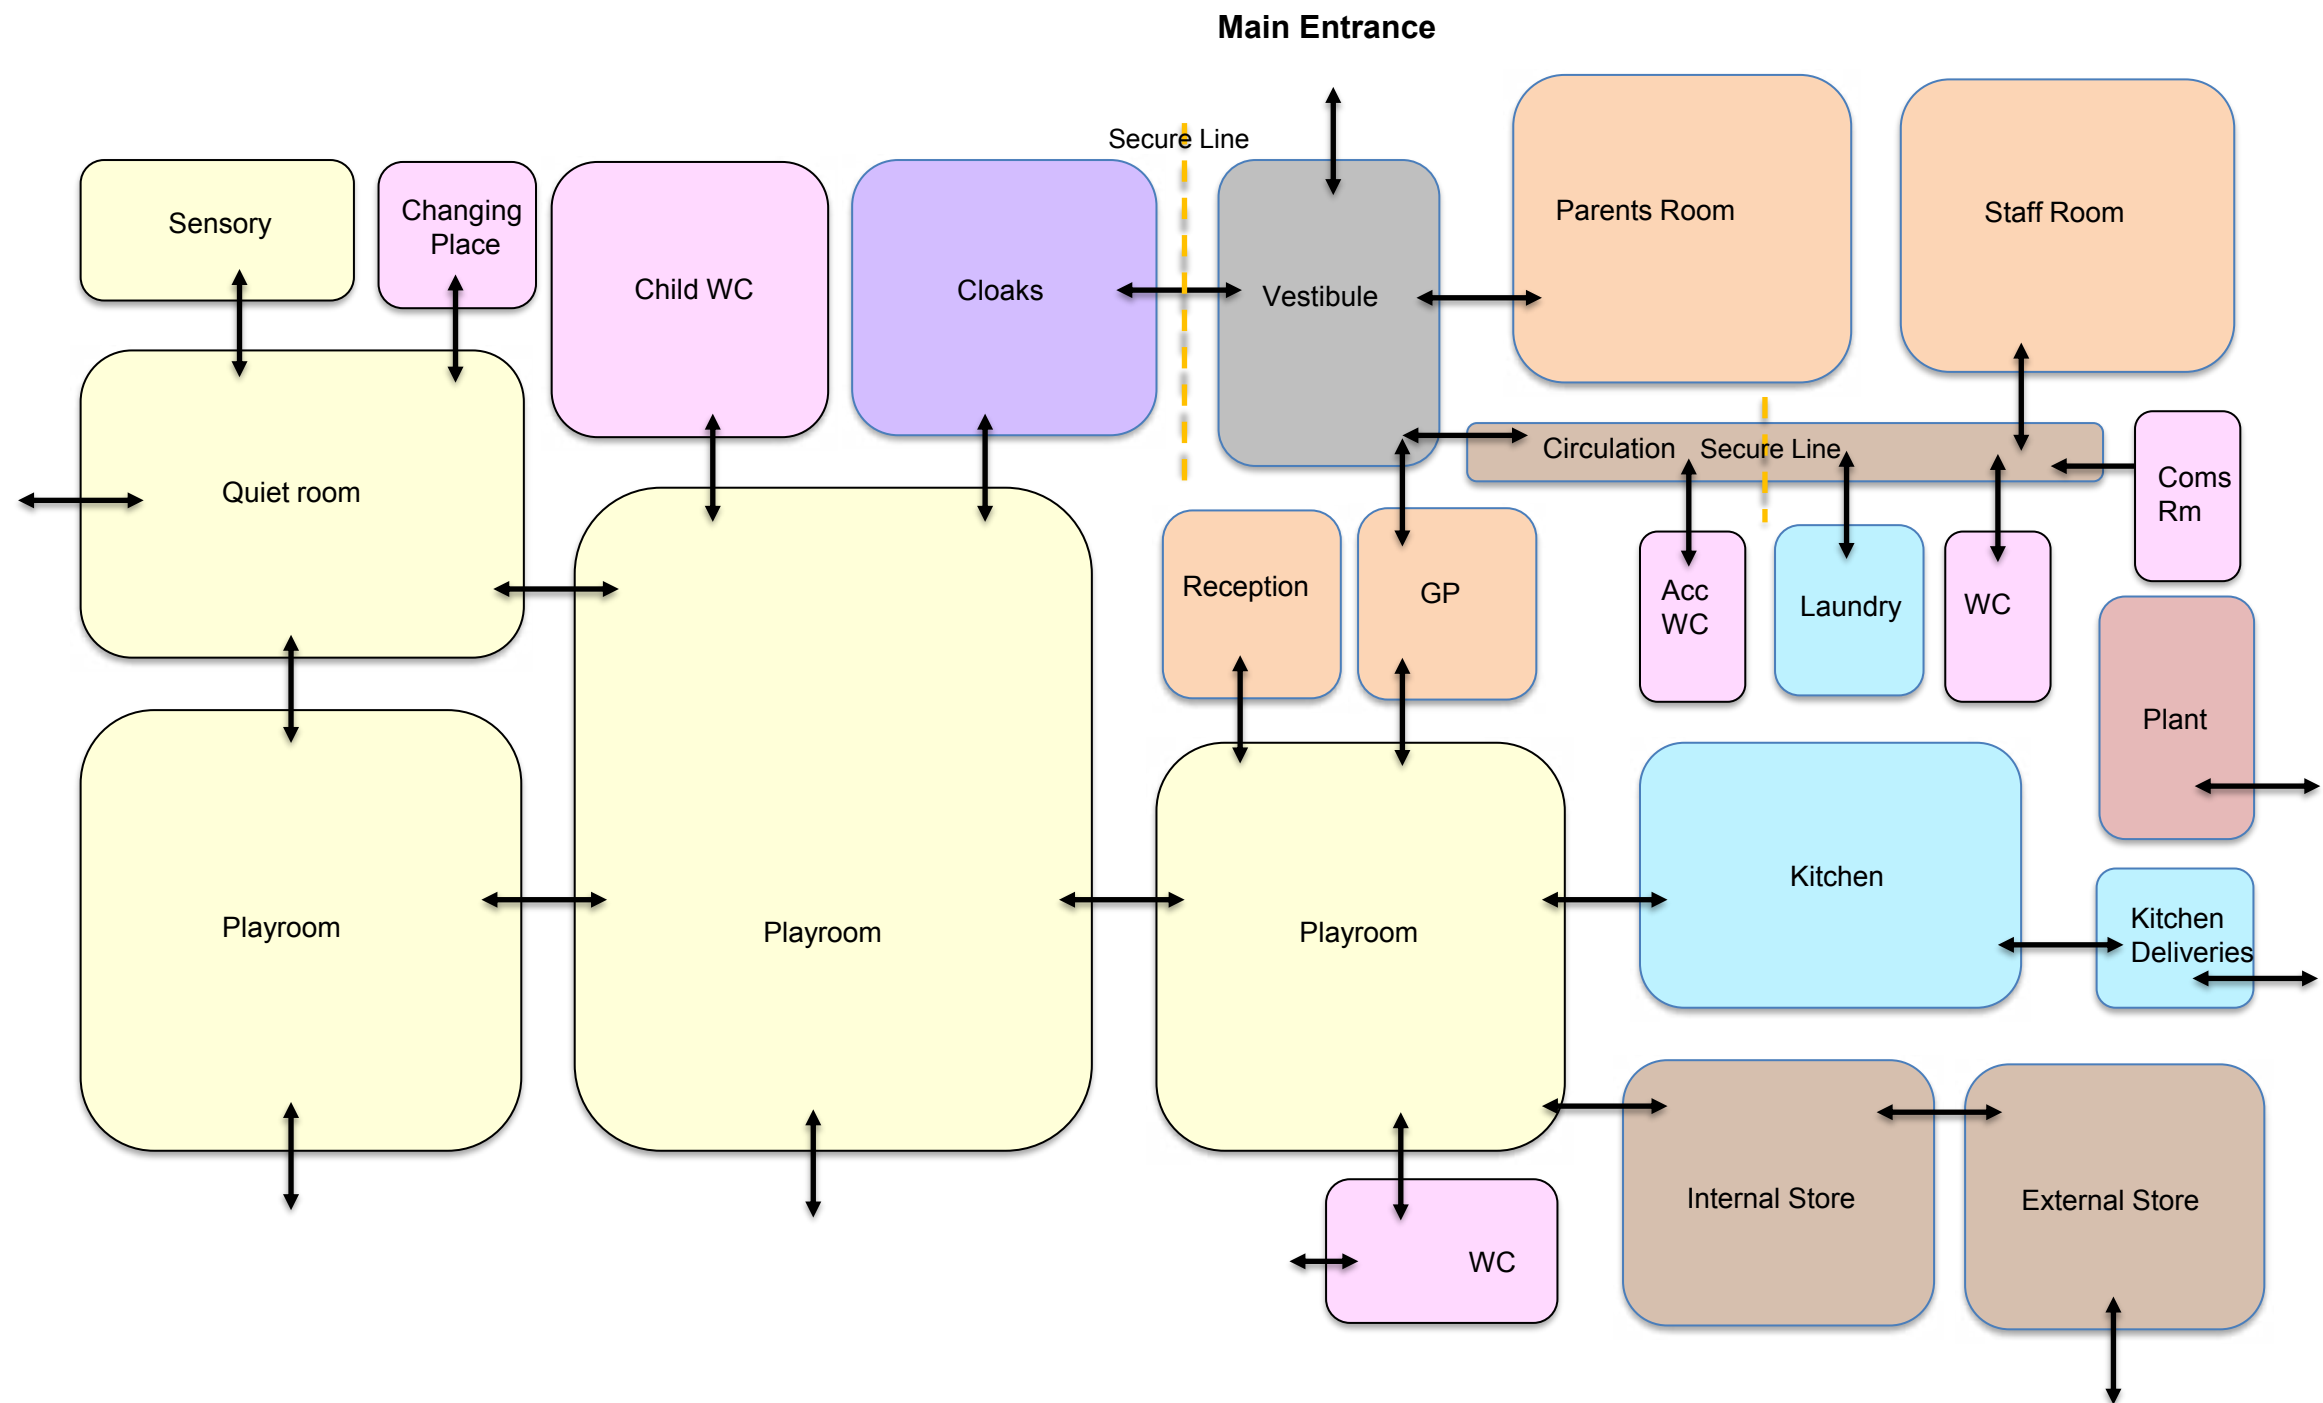 Main Entrance
Secure Line
Sensory
Changing
Place
Child WC
Cloaks
Vestibule
Parents Room
Staff Room
Quiet room
Circulation
Secure Line
Coms
Rm
Reception
GP
Acc
WC
Laundry
WC
Plant
Playroom
Playroom
Playroom
Kitchen
Kitchen
Deliveries
Internal Store
External Store
WC